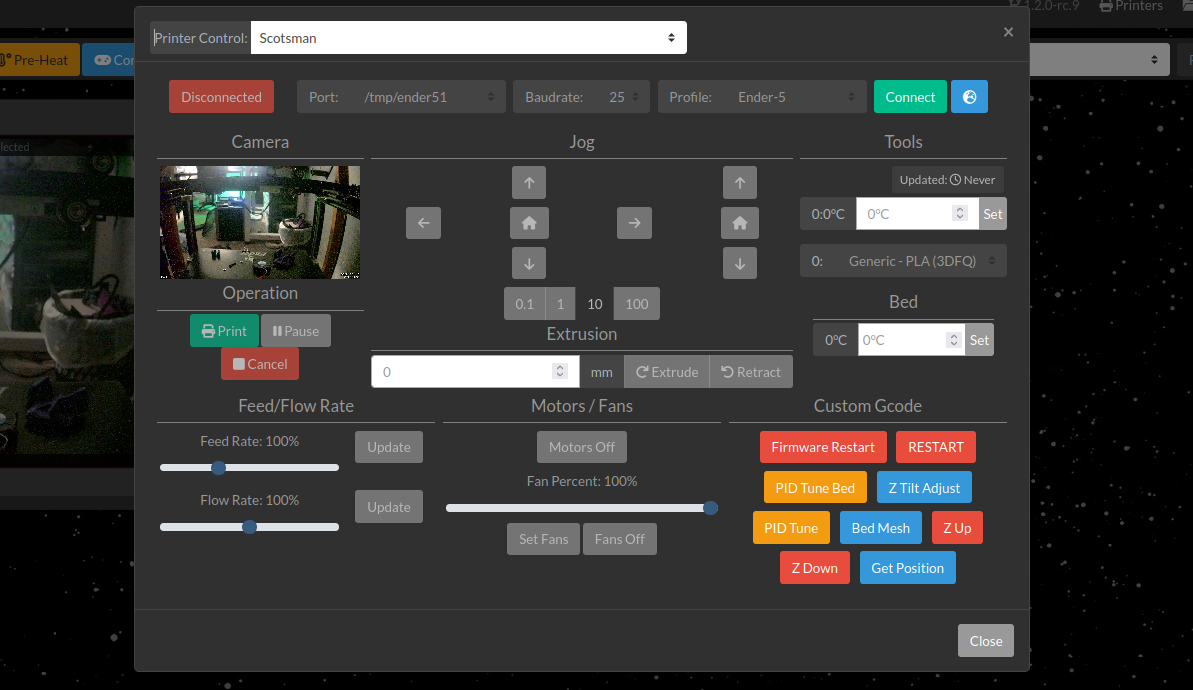 1.2.0-rc.9 Printers
Printer Control: Scotsman
×
Pre-Heat
Disconnected Port: /tmp/ender51 Baudrate: 25 Profile: Ender-5 Connect
Camera
Jog
Tools
Updated: Never
0:0°C 0°C Set
0: Generic - PLA (3DFQ)
0.1 1 10 100
Operation
Print Pause
Cancel
Extrusion
0 mm Extrude Retract
Bed
0°C 0°C Set
Feed/Flow Rate
Feed Rate: 100% Update
Flow Rate: 100% Update
Motors / Fans
Motors Off
Fan Percent: 100%
Set Fans Fans Off
Custom Gcode
Firmware Restart RESTART
PID Tune Bed Z Tilt Adjust
PID Tune Bed Mesh Z Up
Z Down Get Position
Close